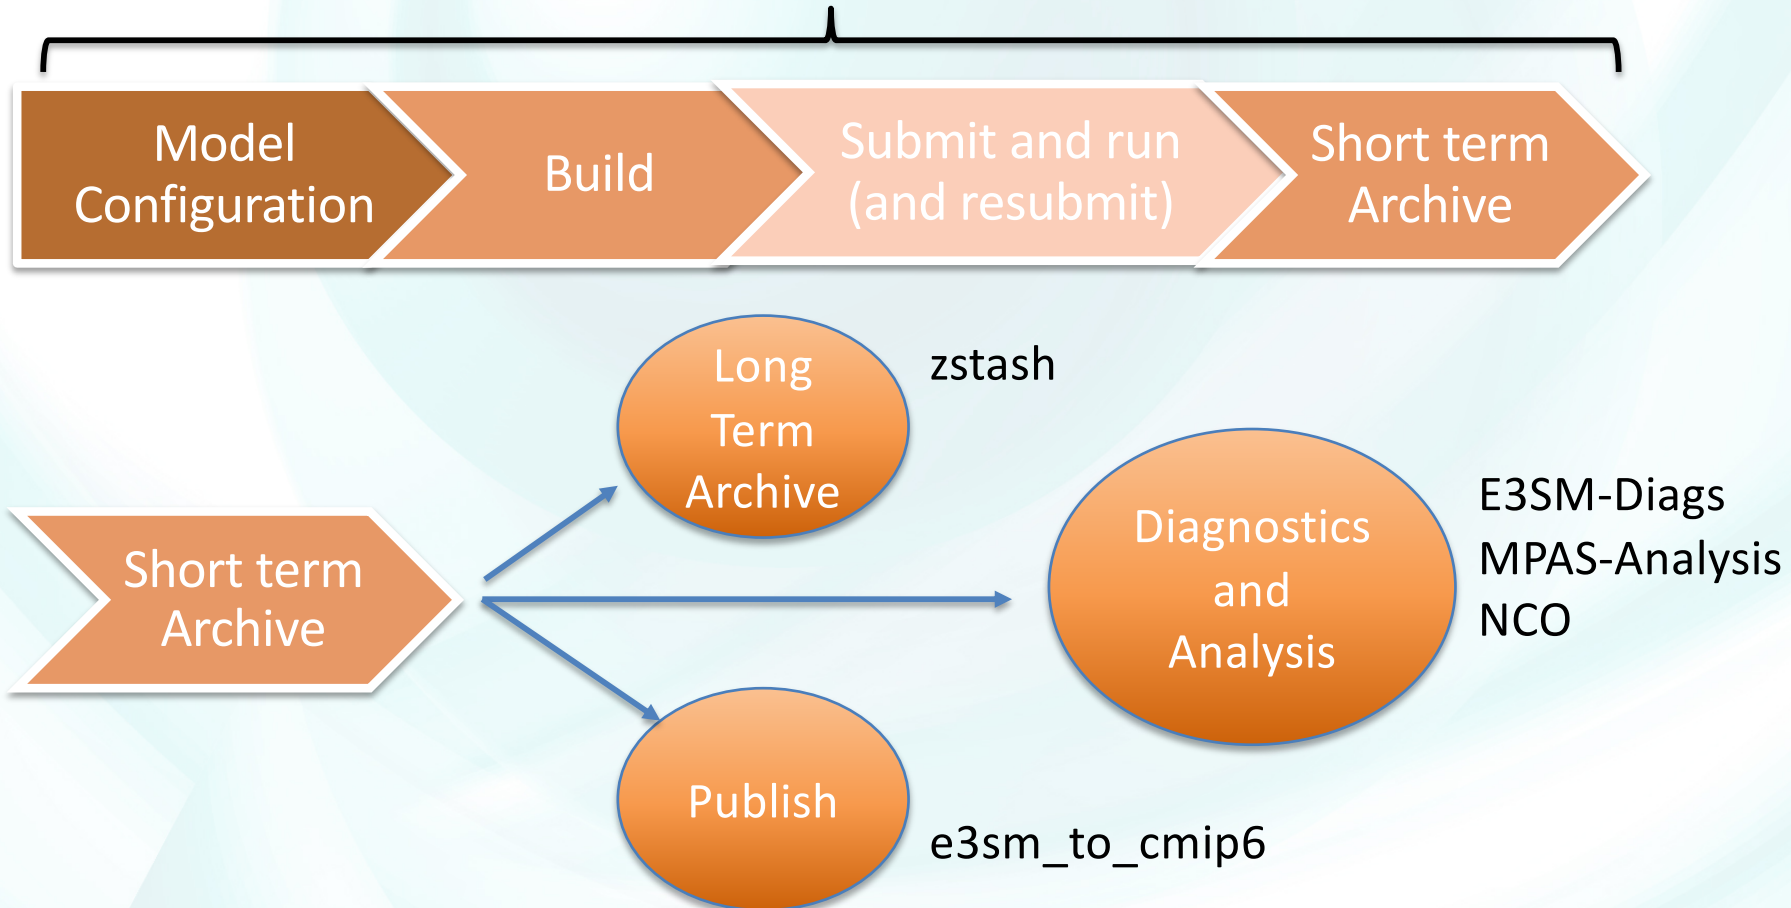 Model
Configuration
Build
Submit and run
(and resubmit)
Short term
Archive
Long
Term
Archive
zstash
Short term
Archive
Diagnostics
and
Analysis
E3SM-Diags
MPAS-Analysis
NCO
Publish
e3sm_to_cmip6